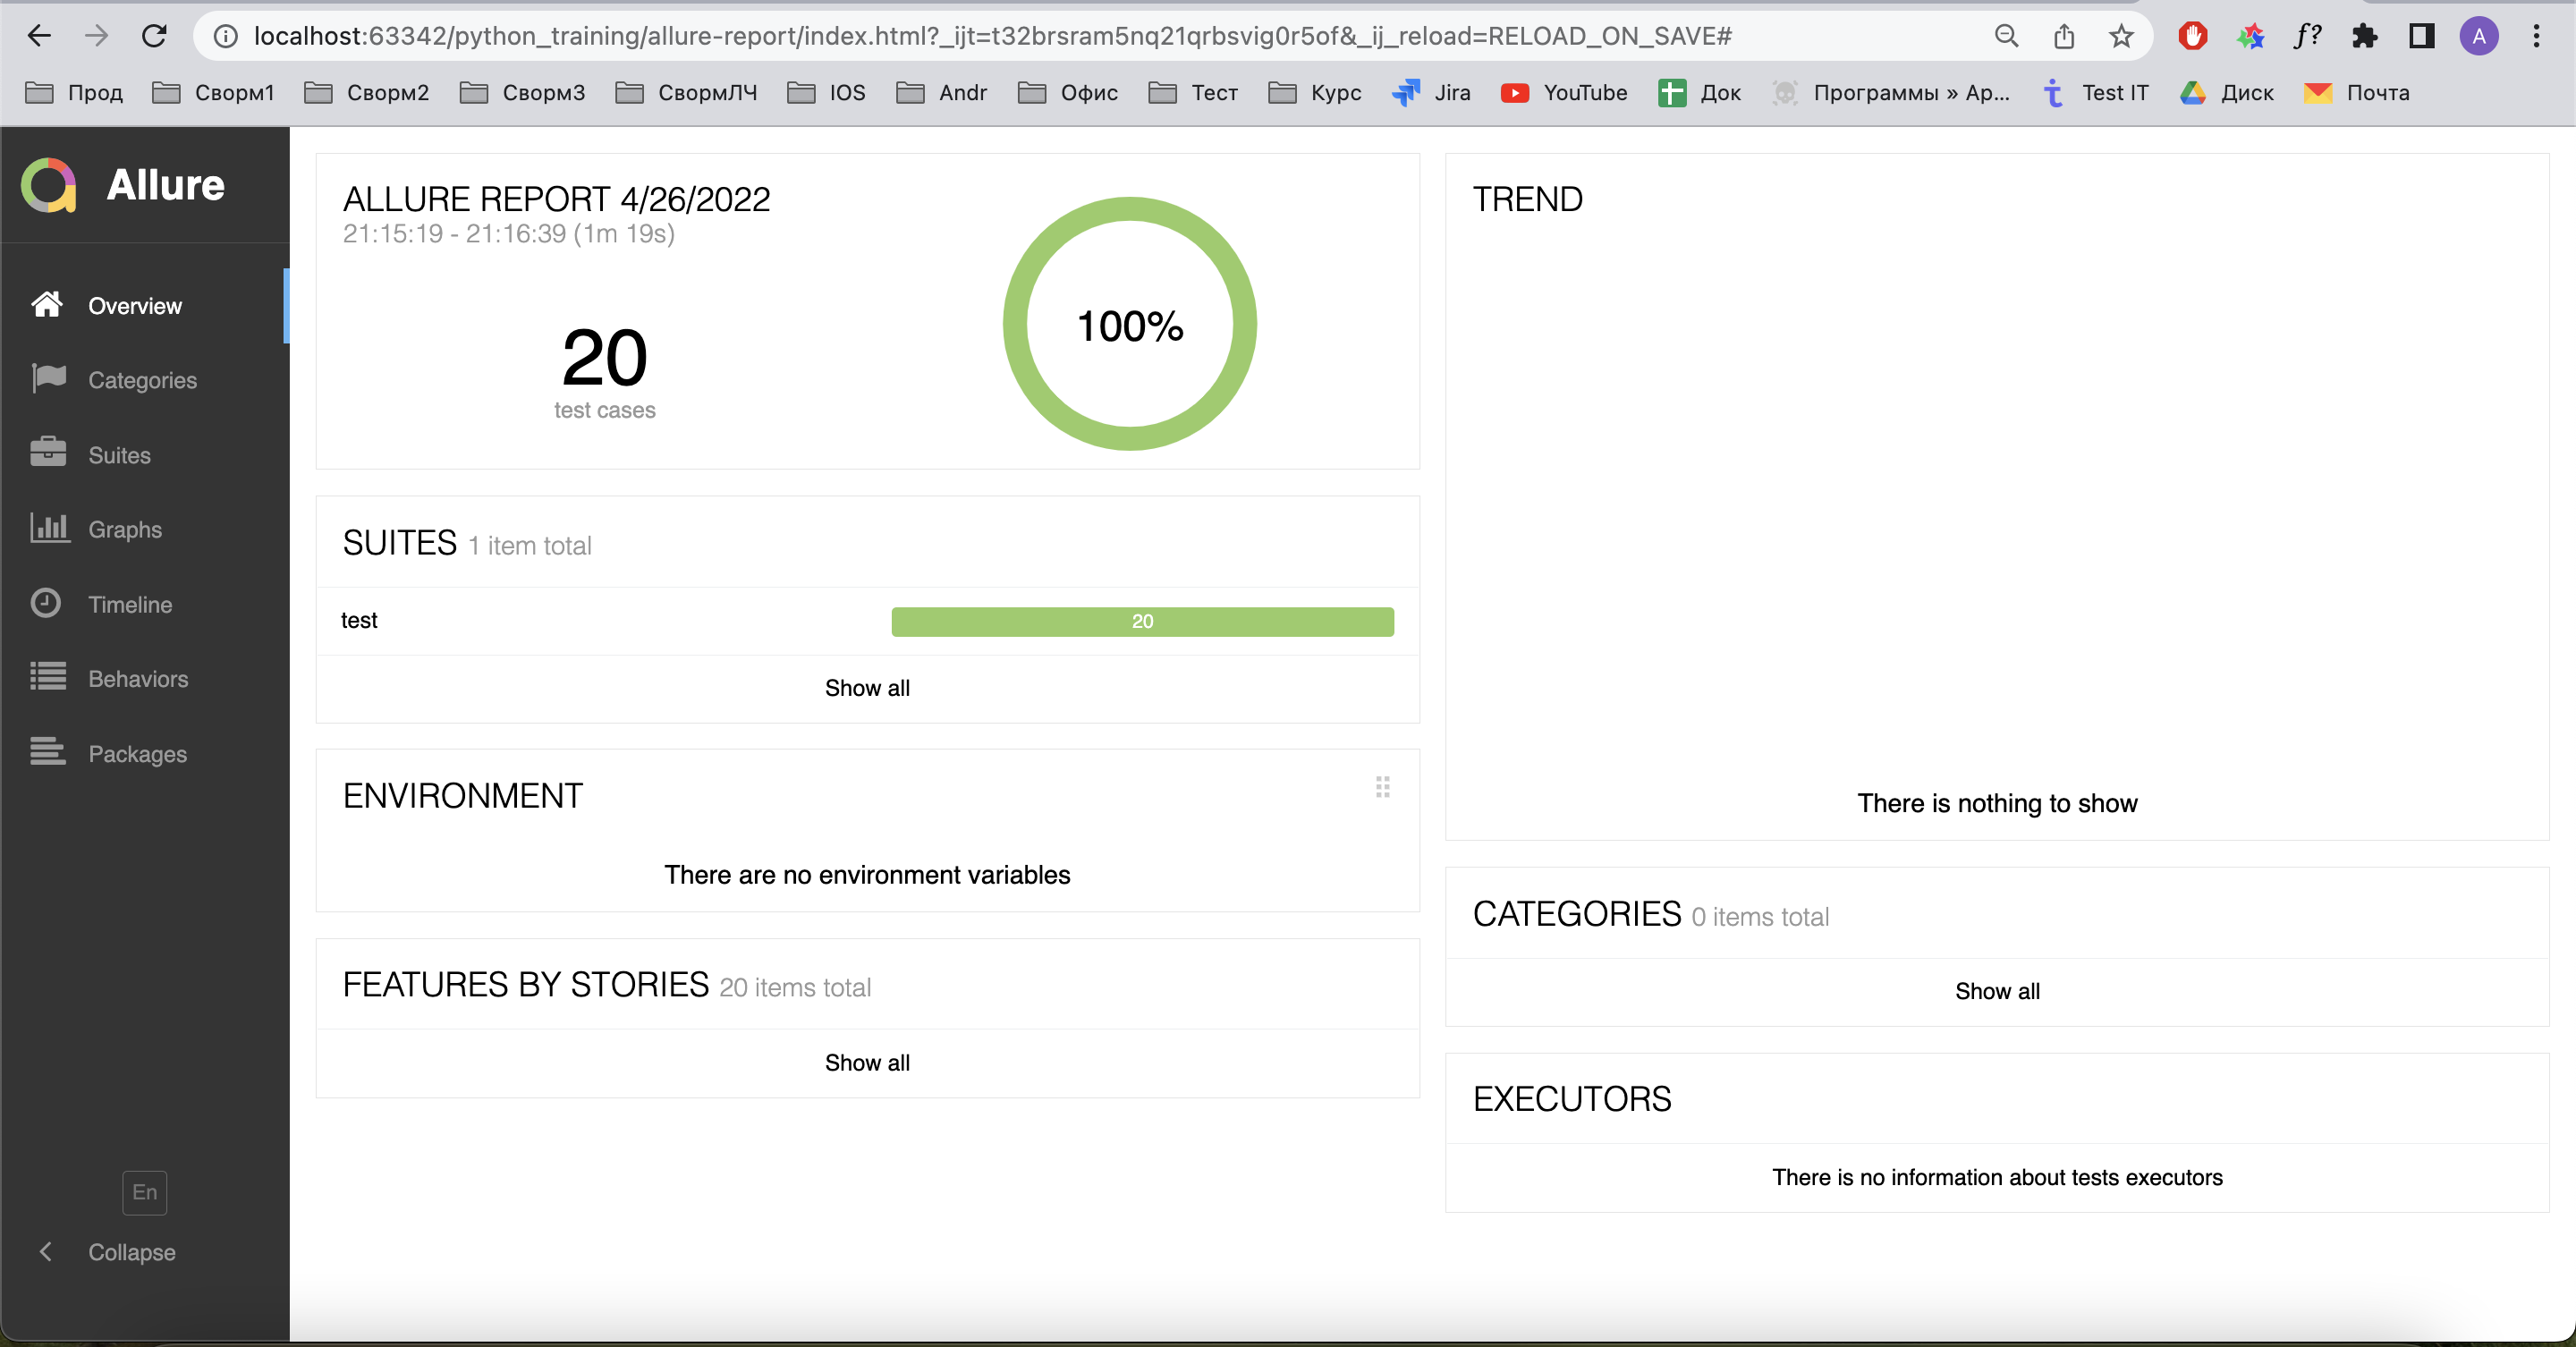 localhost:63342/python_training/allure-report/index.html?_ijt=t32brsram5nq21qrbsvig0r5of&_ij_reload=RELOAD_ON_SAVE#
f?
A
Прод Сворм1 Сворм2 Сворм3 СвормЛЧ IOS Andr Офис Тест Курс Jira YouTube Док Программы » Ap... Test IT Диск Почта
Allure
Overview
Categories
Suites
Graphs
Timeline
Behaviors
Packages
En
Collapse
ALLURE REPORT 4/26/2022
21:15:19 - 21:16:39 (1m 19s)
20
test cases
100%
SUITES 1 item total
test 20
Show all
ENVIRONMENT
There are no environment variables
FEATURES BY STORIES 20 items total
Show all
TREND
There is nothing to show
CATEGORIES 0 items total
Show all
EXECUTORS
There is no information about tests executors